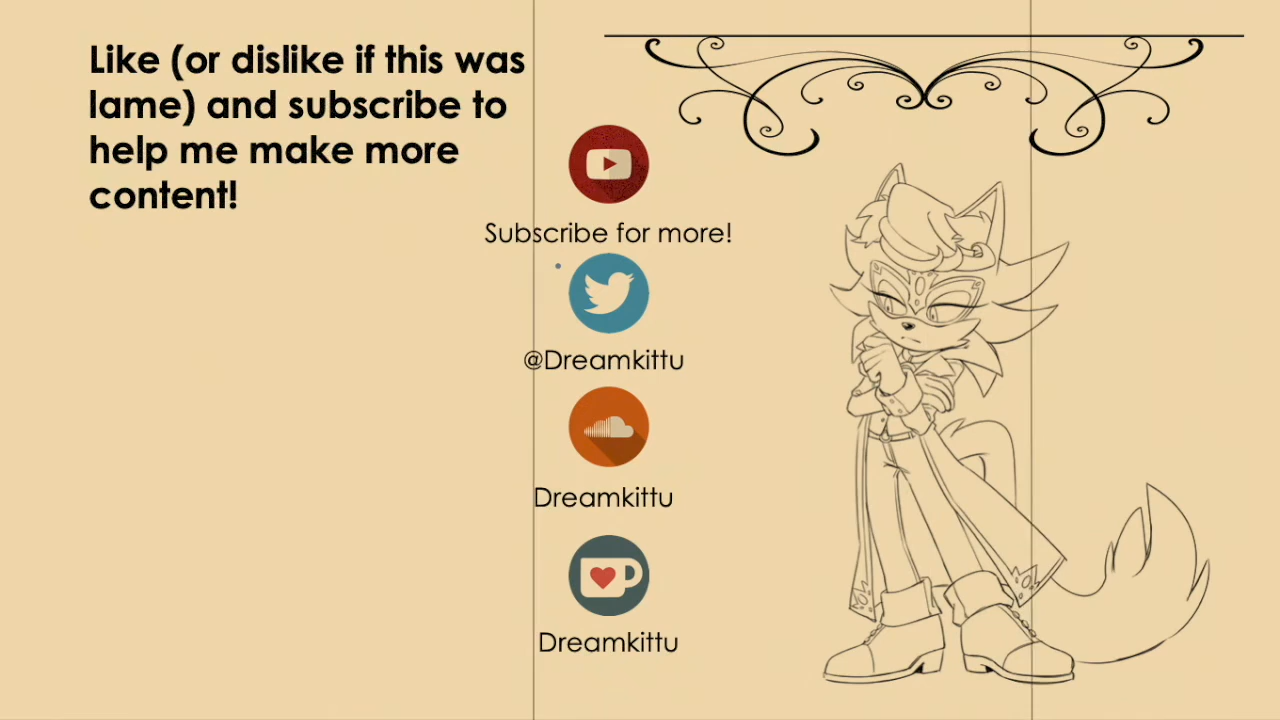 Like (or dislike if this was
lame) and subscribe to
help me make more
content!
Subscribe for more!
@Dreamkittu
Dreamkittu
Dreamkittu